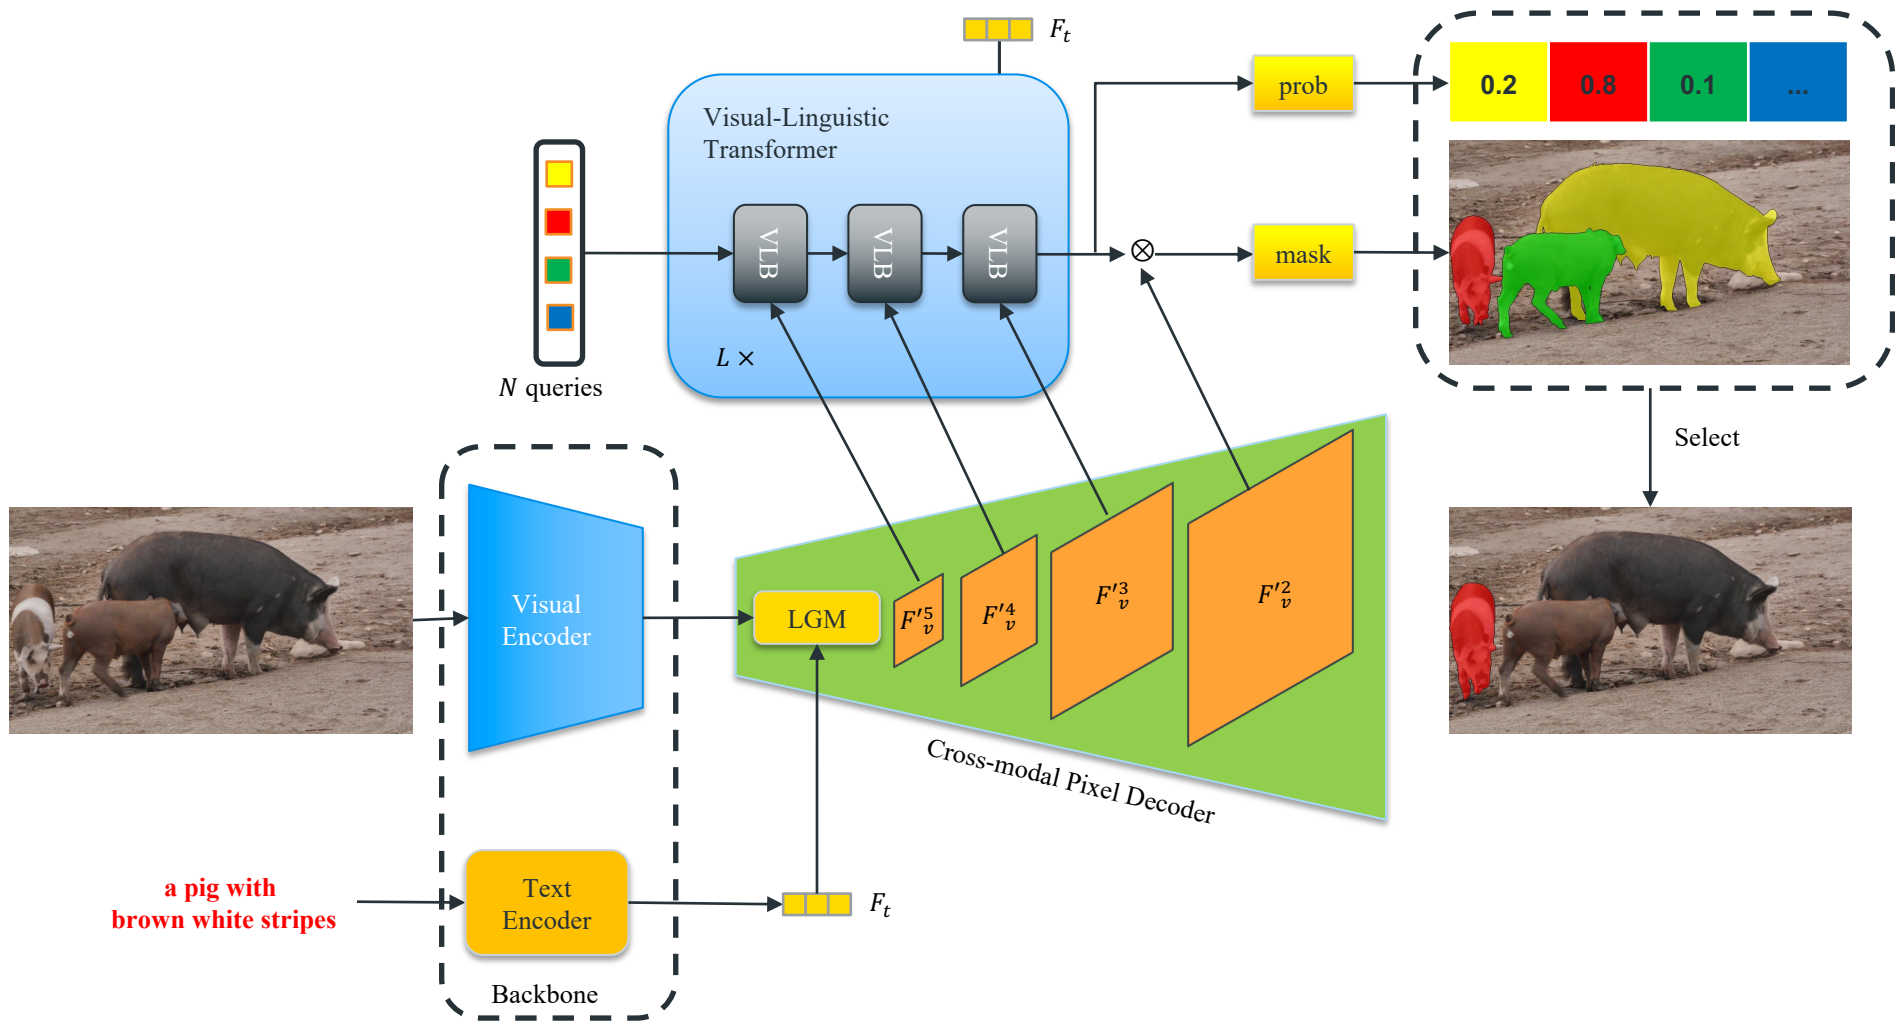 F_t
prob
0.2 0.8 0.1 ...
Visual-Linguistic
Transformer
VLB VLB VLB
mask
L ×
N queries
Select
Visual
Encoder
LGM
F'^5_v
F'^4_v
F'^3_v
F'^2_v
Cross-modal Pixel Decoder
a pig with
brown white stripes
Text
Encoder
F_t
Backbone